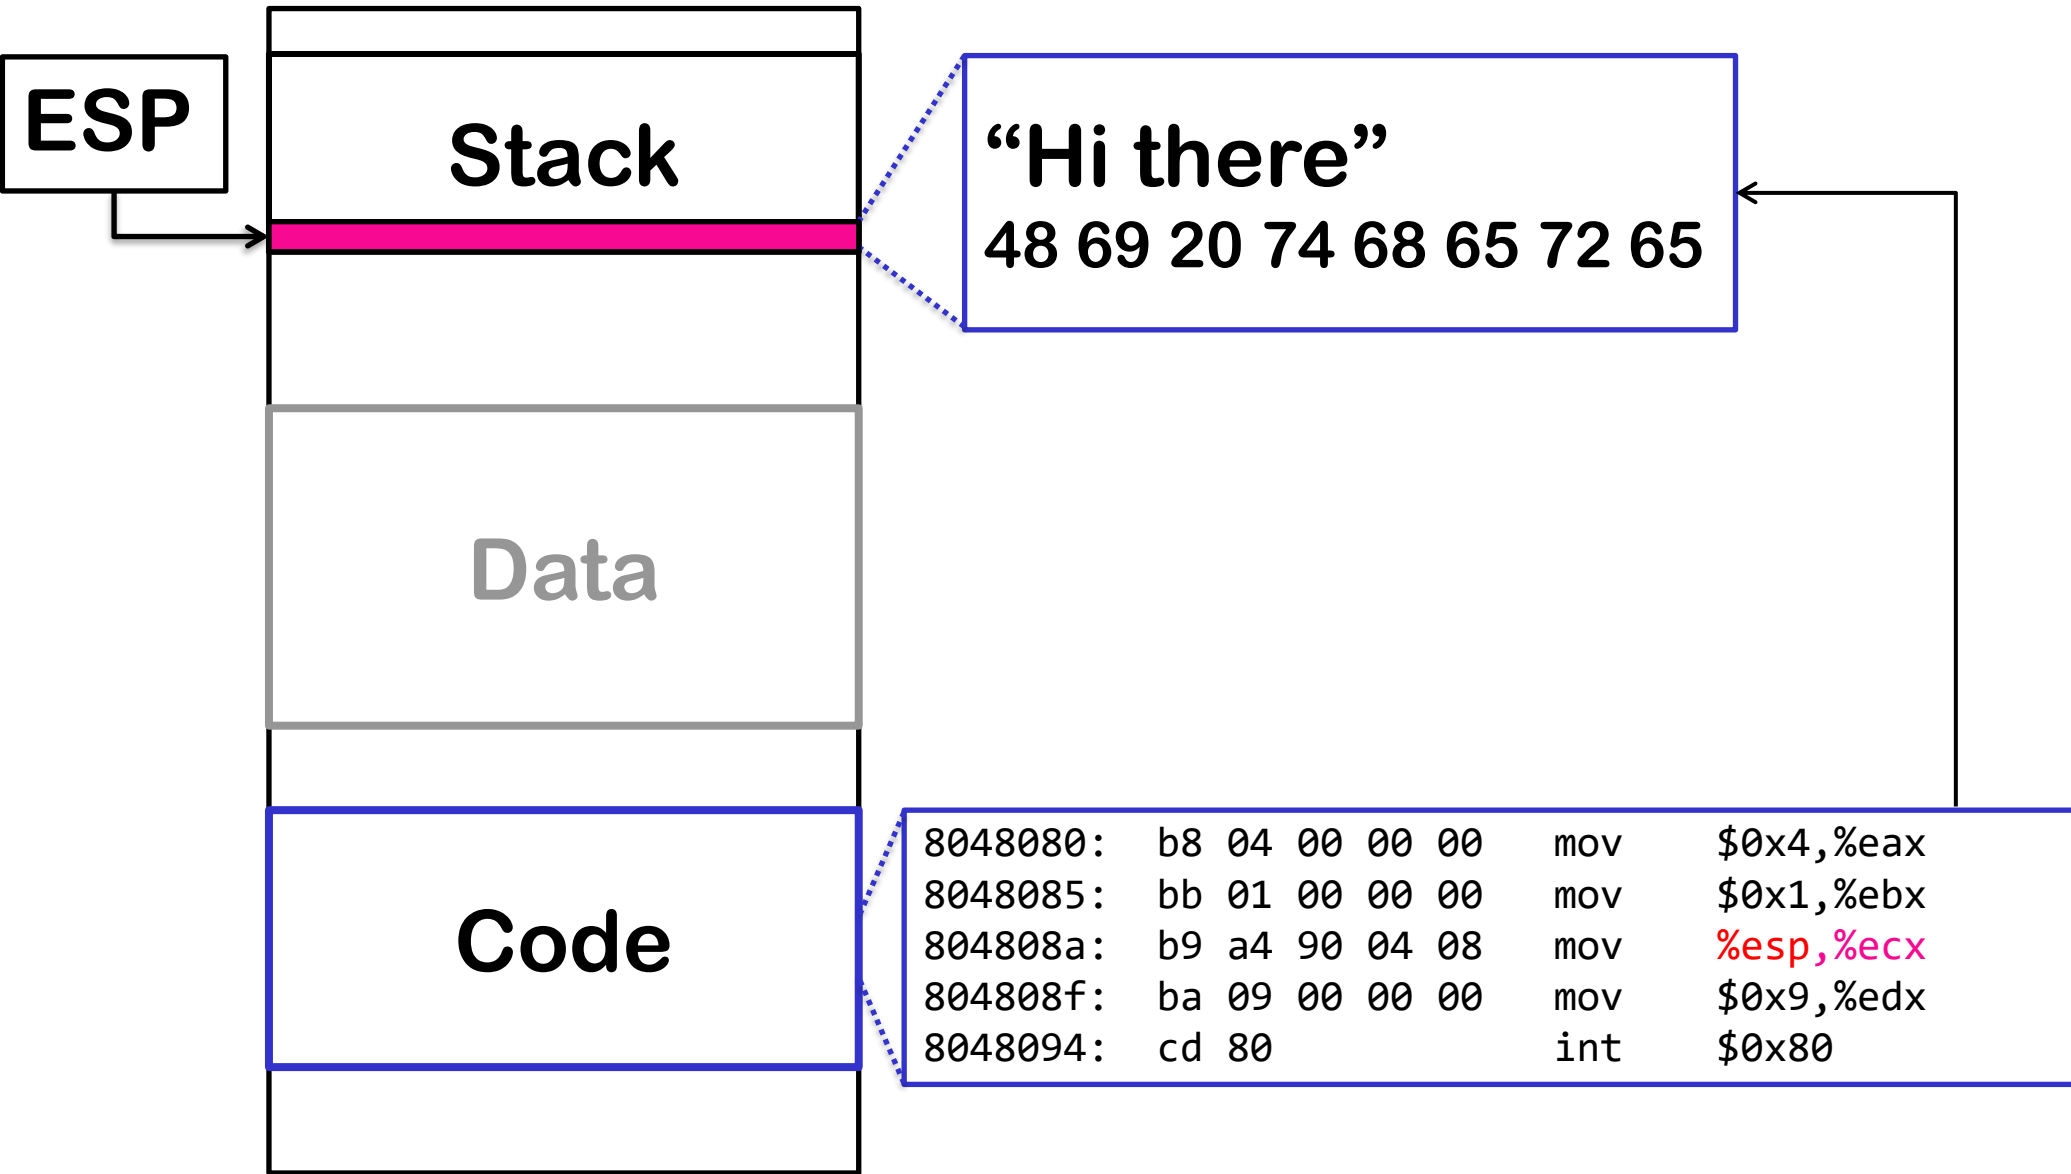 ESP
Stack
“Hi there”
48 69 20 74 68 65 72 65
Data
Code
8048080: b8 04 00 00 00 mov $0x4,%eax
8048085: bb 01 00 00 00 mov $0x1,%ebx
804808a: b9 a4 90 04 08 mov %esp,%ecx
804808f: ba 09 00 00 00 mov $0x9,%edx
8048094: cd 80 int $0x80